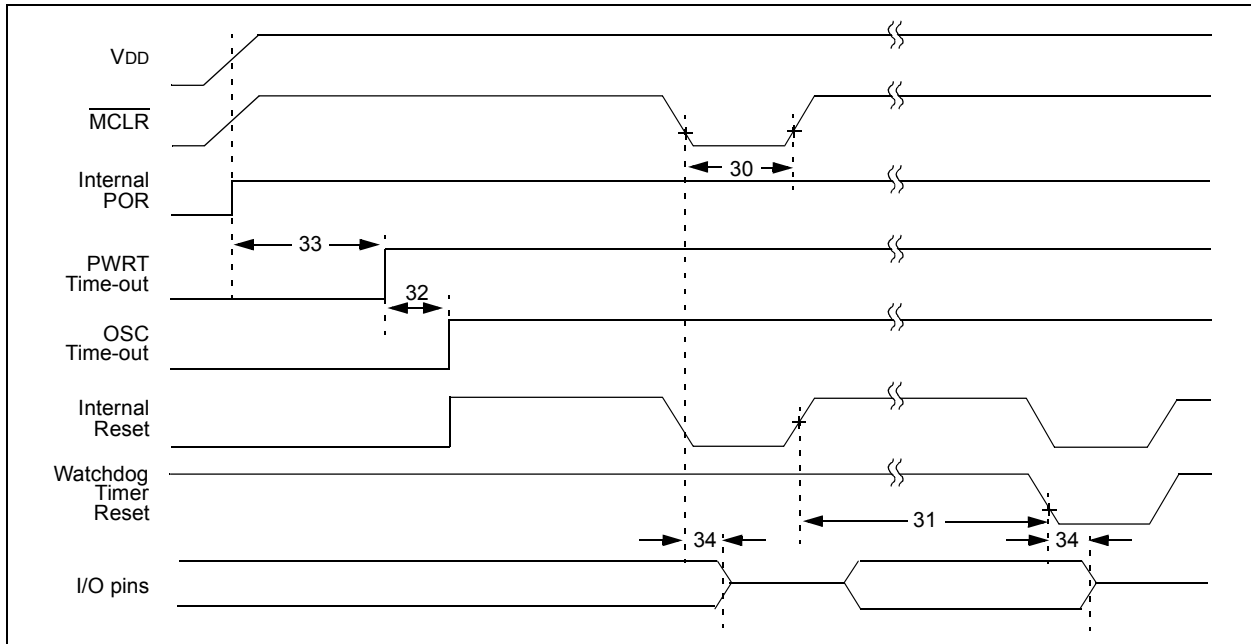 VDD
MCLR
30
Internal
POR
33
PWRT
Time-out
32
OSC
Time-out
Internal
Reset
Watchdog
Timer
Reset
31
34
34
I/O pins